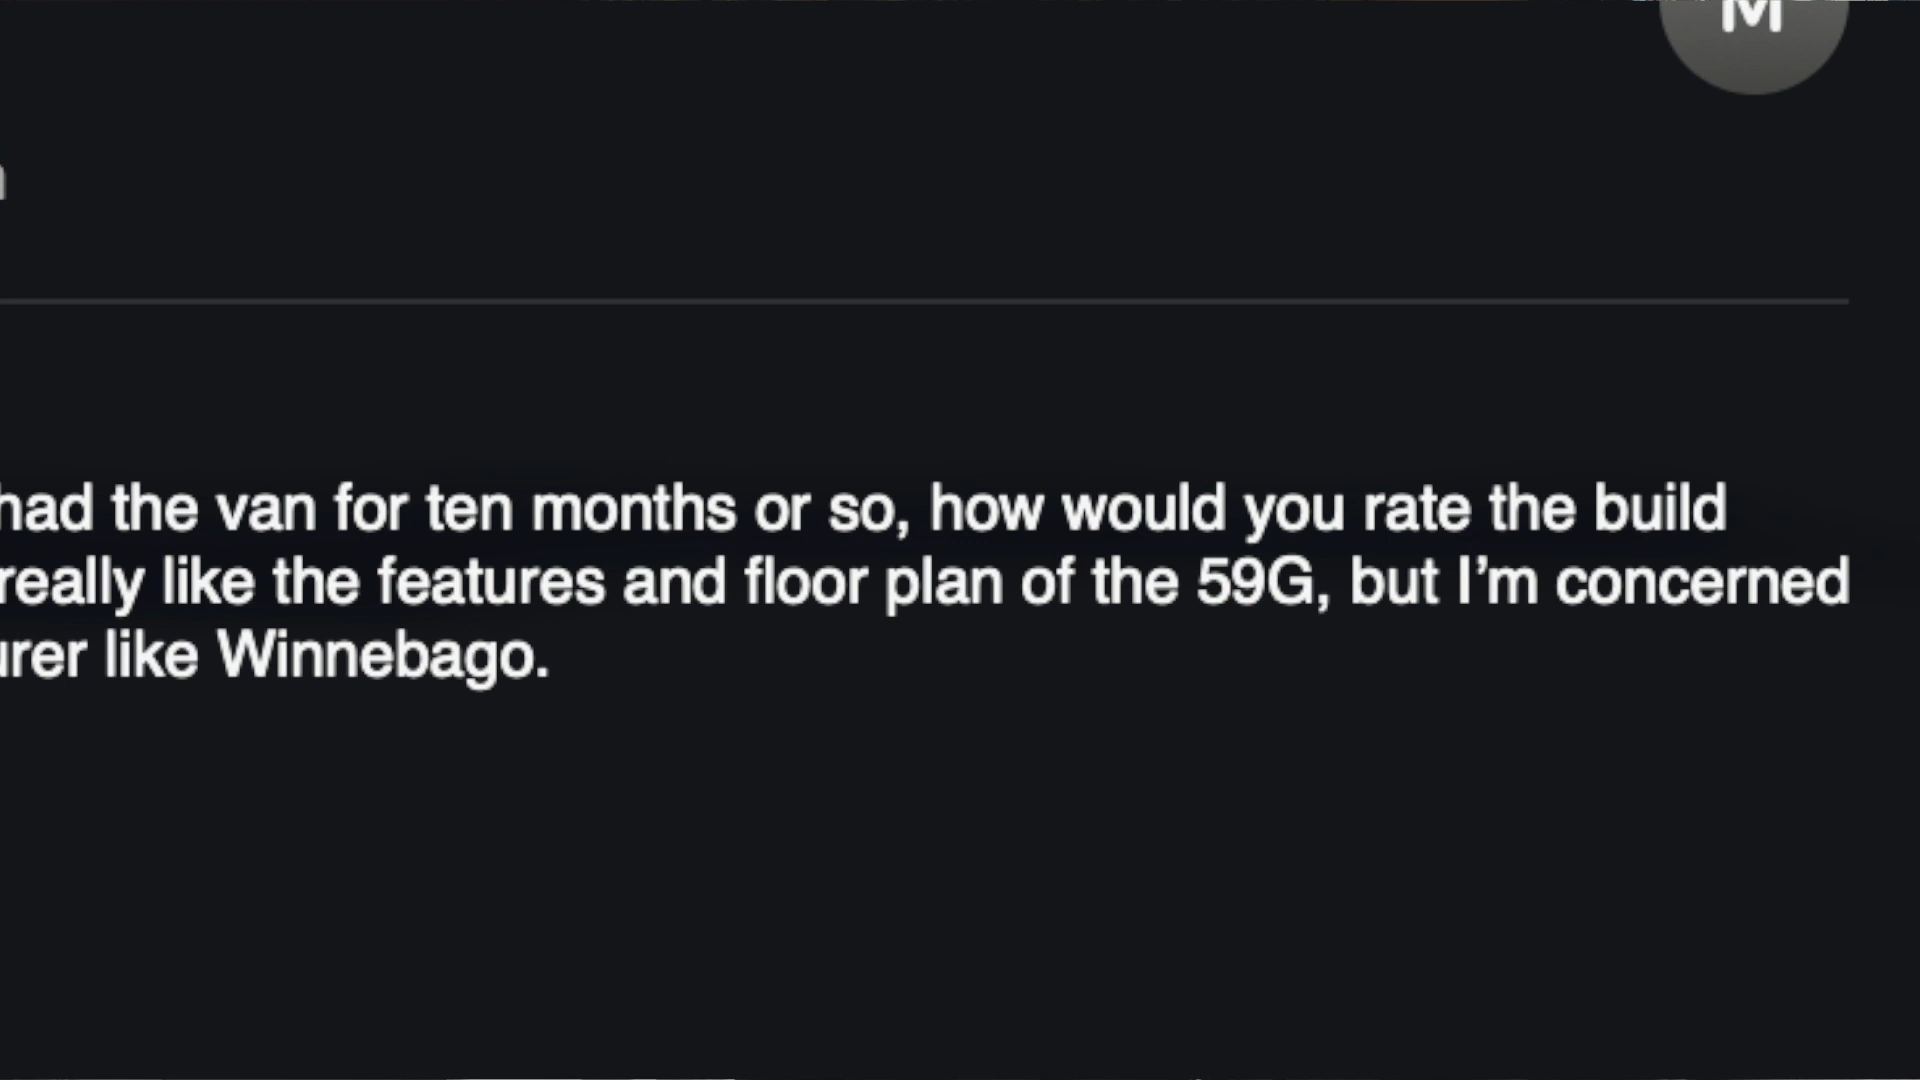 M
had the van for ten months or so, how would you rate the build
really like the features and floor plan of the 59G, but I’m concerned
like Winnebago.